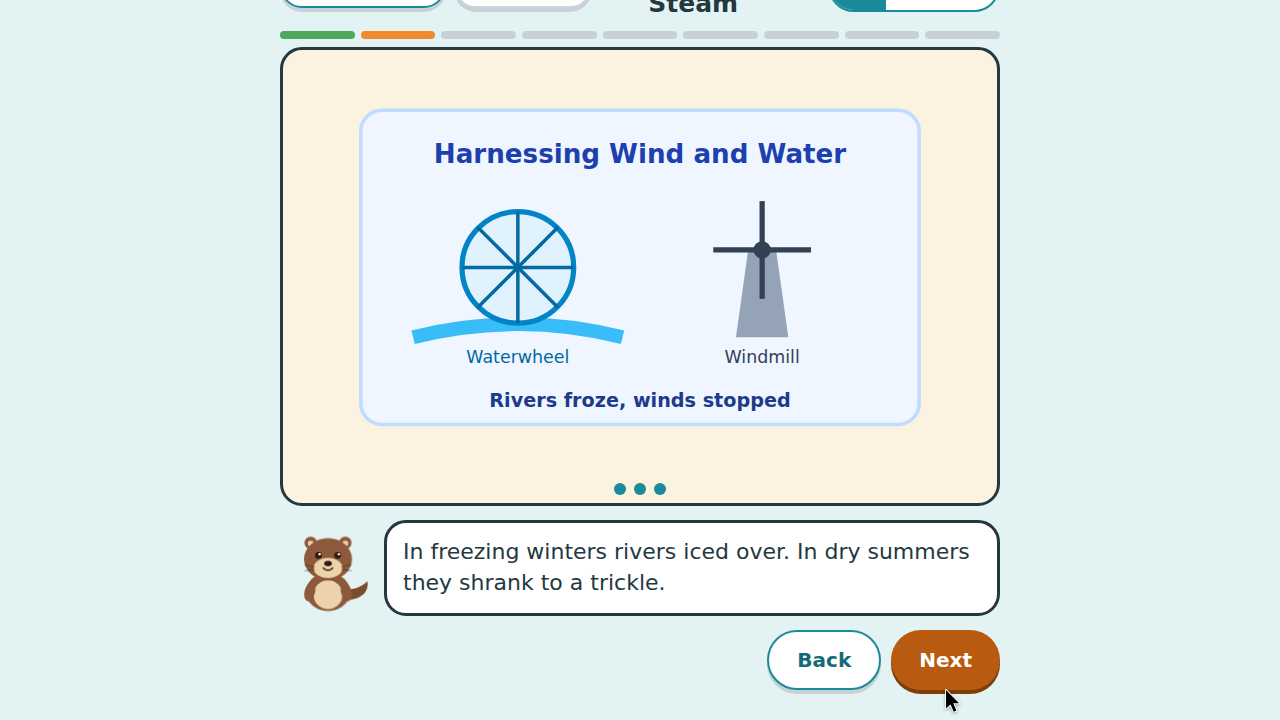 Steam
Harnessing Wind and Water
Waterwheel
Windmill
Rivers froze, winds stopped
In freezing winters rivers iced over. In dry summers
they shrank to a trickle.
Back
Next